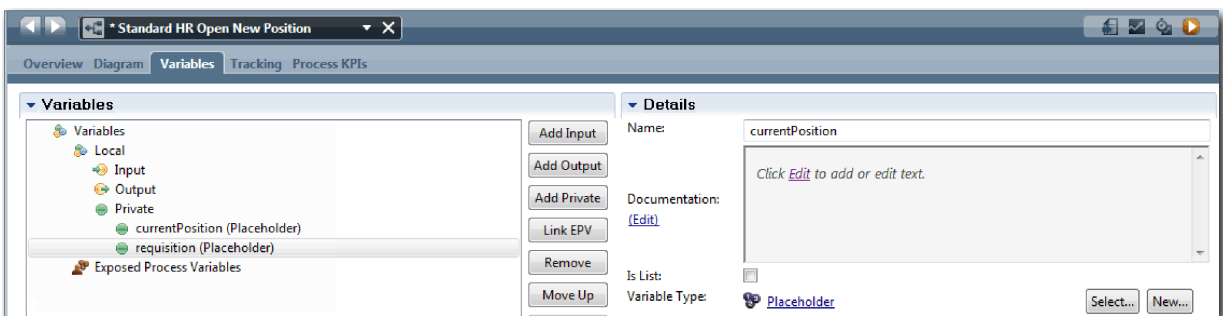 * Standard HR Open New Position
Overview Diagram Variables Tracking Process KPIs
Variables
Variables
Local
Input
Output
Private
currentPosition (Placeholder)
requisition (Placeholder)
Exposed Process Variables
Add Input
Add Output
Add Private
Link EPV
Remove
Move Up
Details
Name: currentPosition
Click Edit to add or edit text.
Documentation:
(Edit)
Is List:
Variable Type: Placeholder Select... New...